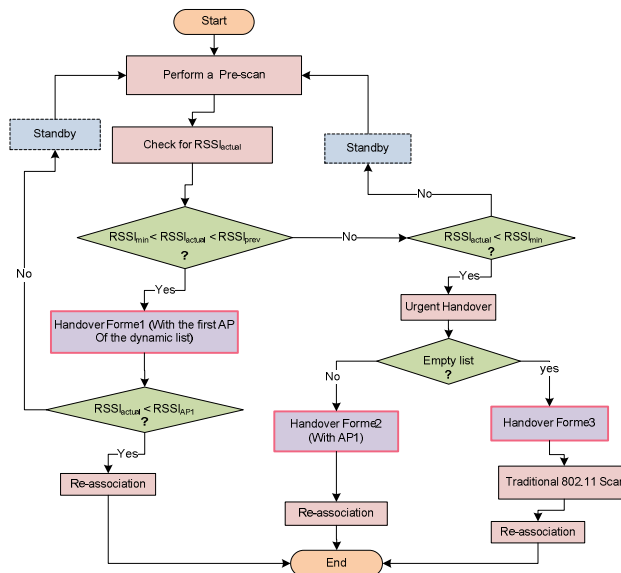 Start
Perform a Pre-scan
Standby
Standby
Check for RSSIactual
No
RSSImin < RSSIactual < RSSIprev
?
No
RSSIactual < RSSImin
?
No
Yes
Yes
Urgent Handover
Handover Forme1 (With the first AP
Of the dynamic list)
Empty list
?
No
yes
RSSIactual < RSSIAP1
?
Handover Forme2
(With AP1)
Handover Forme3
Yes
Re-association
Traditional 802.11 Scan
Re-association
Re-association
End